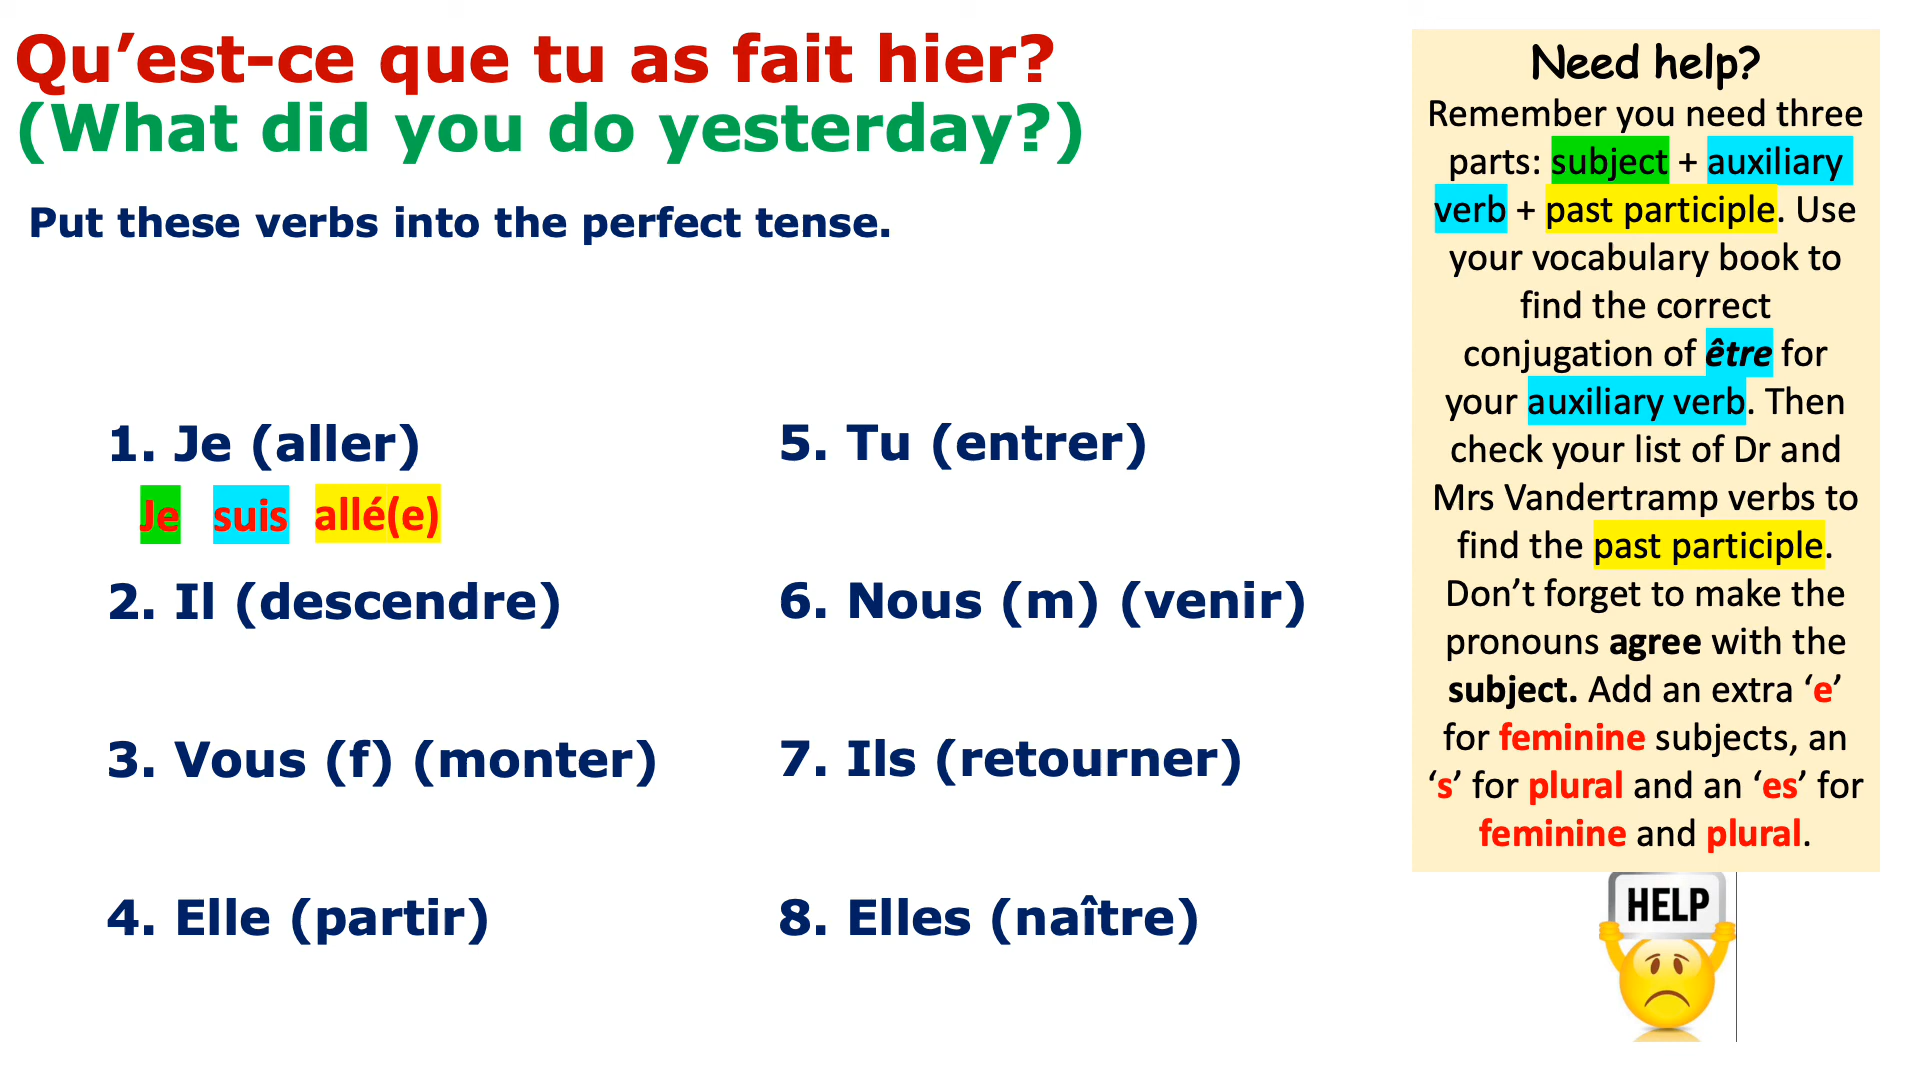 Qu’est-ce que tu as fait hier?
(What did you do yesterday?)
Put these verbs into the perfect tense.
1. Je (aller)
Je suis allé(e)
2. Il (descendre)
3. Vous (f) (monter)
4. Elle (partir)
5. Tu (entrer)
6. Nous (m) (venir)
7. Ils (retourner)
8. Elles (naître)
Need help?
Remember you need three
parts: subject + auxiliary
verb + past participle. Use
your vocabulary book to
find the correct
conjugation of être for
your auxiliary verb. Then
check your list of Dr and
Mrs Vandertramp verbs to
find the past participle.
Don’t forget to make the
pronouns agree with the
subject. Add an extra ‘e’
for feminine subjects, an
‘s’ for plural and an ‘es’ for
feminine and plural.
HELP